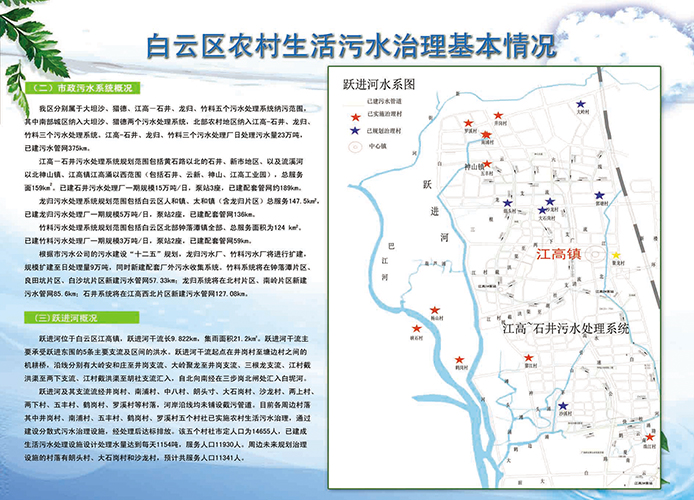 白云区农村生活污水治理基本情况
（二）市政污水系统概况
我区分别属于大坦沙、猎德、江高—石井、龙归、竹料五个污水处理系统纳污范围，
其中南部城区纳入大坦沙、猎德两个污水处理系统，北部农村地区纳入江高-石井、龙归、
竹料三个污水处理系统。江高-石井、龙归、竹料三个污水处理厂日处理污水量23万吨，
已建污水管网375km。
江高—石井污水处理系统规划范围包括黄石路以北的石井、新市地区、以及流溪河
以北神山镇、江高镇江高涌以西范围（包括石井、云新、神山、江高工业园），总服务
面159km²。已建石井污水处理厂一期规模15万吨/日，泵站3座，已建配套管网约189km。
龙归污水处理系统规划范围包括白云区人和镇、太和镇（含龙归片区）总服务147.5km²，
已建龙归污水处理厂一期规模5万吨/日，泵站2座，已建配套管网136km。
竹料污水处理系统规划范围包括白云区北部钟落潭镇全部、总服务面积为124 km²，
已建竹料污水处理厂一期规模3万吨/日，泵站2座，已建配套管网59km。
根据市污水公司的污水建设“十二五”规划，龙归污水厂、竹料污水厂将进行扩建，
规模扩建至日处理量9万吨，同时新建配套厂外污水收集系统。竹料系统将在钟落潭片区、
良田坑片区、白沙坑片区新建污水管网57.33km；龙归系统将在北村片区、南岭片区新建
污水管网85.6km；石井系统将在江高西北片区新建污水管网127.08km。
（三）跃进河概况
跃进河位于白云区江高镇，跃进河干流长9.822km，集雨面积21.2km²。跃进河干流主
要承受跃进东围的5条主要支流及区间的洪水。跃进河干流起点在井岗村至塘边村之间的
机耕桥，沿线分别有大岭安和庄至井岗支流、大岭聚龙至井岗支流、三根龙支流、江村截
洪渠至两下支流、江村截洪渠至胡社支流汇入，自北向南经在三步岗北闸处汇入白坭河。
跃进河及其支流流经井岗村、南浦村、中八村、朗头寸、大石岗村、沙龙村、两上村、
两下村、五丰村、鹤岗村、罗溪村等村落，河岸沿线均未铺设截污管道，目前各周边村落
其中井岗村、南浦村、五丰村、鹤岗村、罗溪村五个村社已实施农村生活污水治理，通过
建设分散式污水治理设施，经处理后达标排放。该五个村社市定人口为14655人，已建成
生活污水处理设施设计处理水量达到每天1154吨，服务人口11930人。周边未来规划治理
设施的村落有朗头村、大石岗村和沙龙村，预计共服务人口11341人。
跃进河水系图
已建污水管道
已实施治理村
已规划治理村
中心镇
井岗村
罗溪村
南浦村
五丰村
大岭村
神山镇
跃进河
巴江河
朗头村
沙龙村
大石岗村
江高镇
江高-石井污水处理系统
鹤岗村